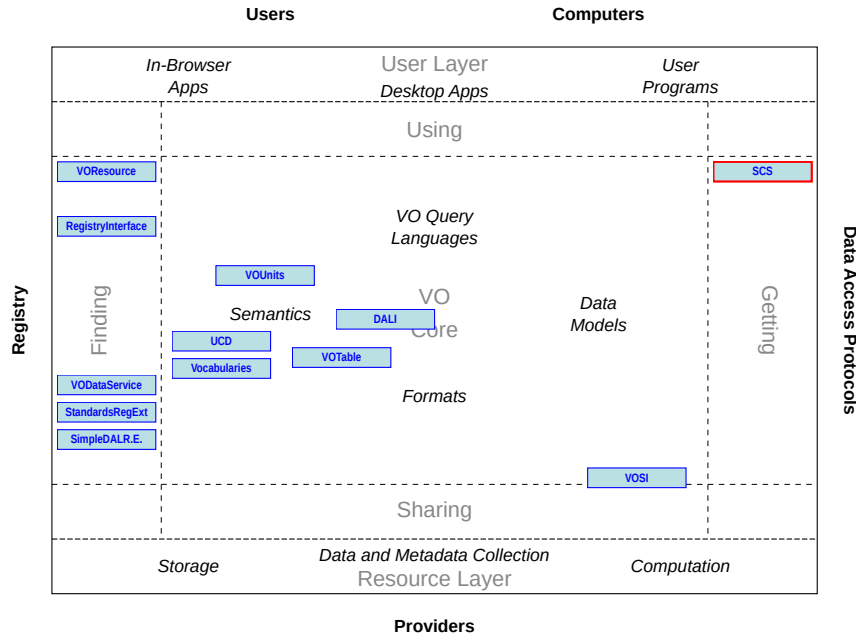 Users
Computers
In-Browser
Apps
User Layer
Desktop Apps
User
Programs
Using
VOResource
SCS
RegistryInterface
VO Query
Languages
VOUnits
Registry
Finding
Semantics
VO
Core
DALI
Data
Models
Getting
Data Access Protocols
UCD
VOTable
Vocabularies
VODataService
Formats
StandardsRegExt
SimpleDALR.E.
VOSI
Sharing
Storage
Data and Metadata Collection
Computation
Resource Layer
Providers